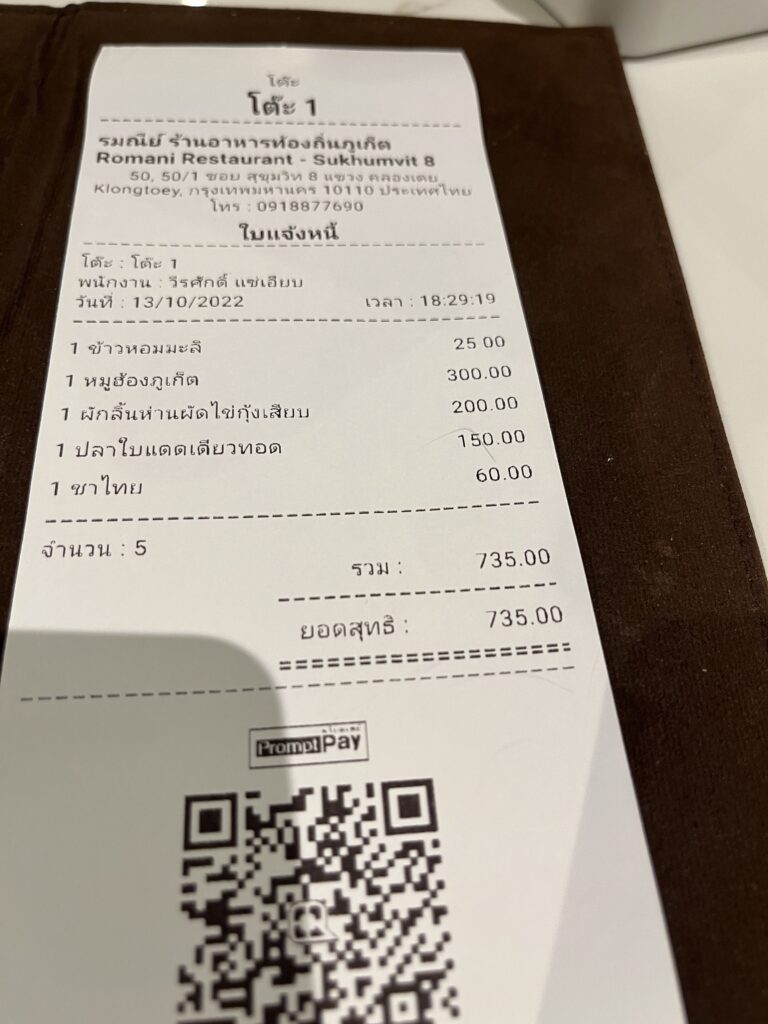 โต๊ะ
โต๊ะ 1
รมณีย์ ร้านอาหารท้องถิ่นภูเก็ต
Romani Restaurant - Sukhumvit 8
50, 50/1 ซอย สุขุมวิท 8 แขวง คลองเตย
Klongtoey, กรุงเทพมหานคร 10110 ประเทศไทย
โทร : 0918877690
ใบแจ้งหนี้
โต๊ะ : โต๊ะ 1
พนักงาน : วีรศักดิ์ แซ่เฮียบ
วันที่ : 13/10/2022 เวลา : 18:29:19
1 ข้าวหอมมะลิ 25.00
1 หมูฮ้องภูเก็ต 300.00
1 ผักลิ้นห่านผัดไข่กุ้งเสียบ 200.00
1 ปลาใบแดดเดียวทอด 150.00
1 ชาไทย 60.00
จำนวน : 5
รวม : 735.00
ยอดสุทธิ : 735.00
PromptPay